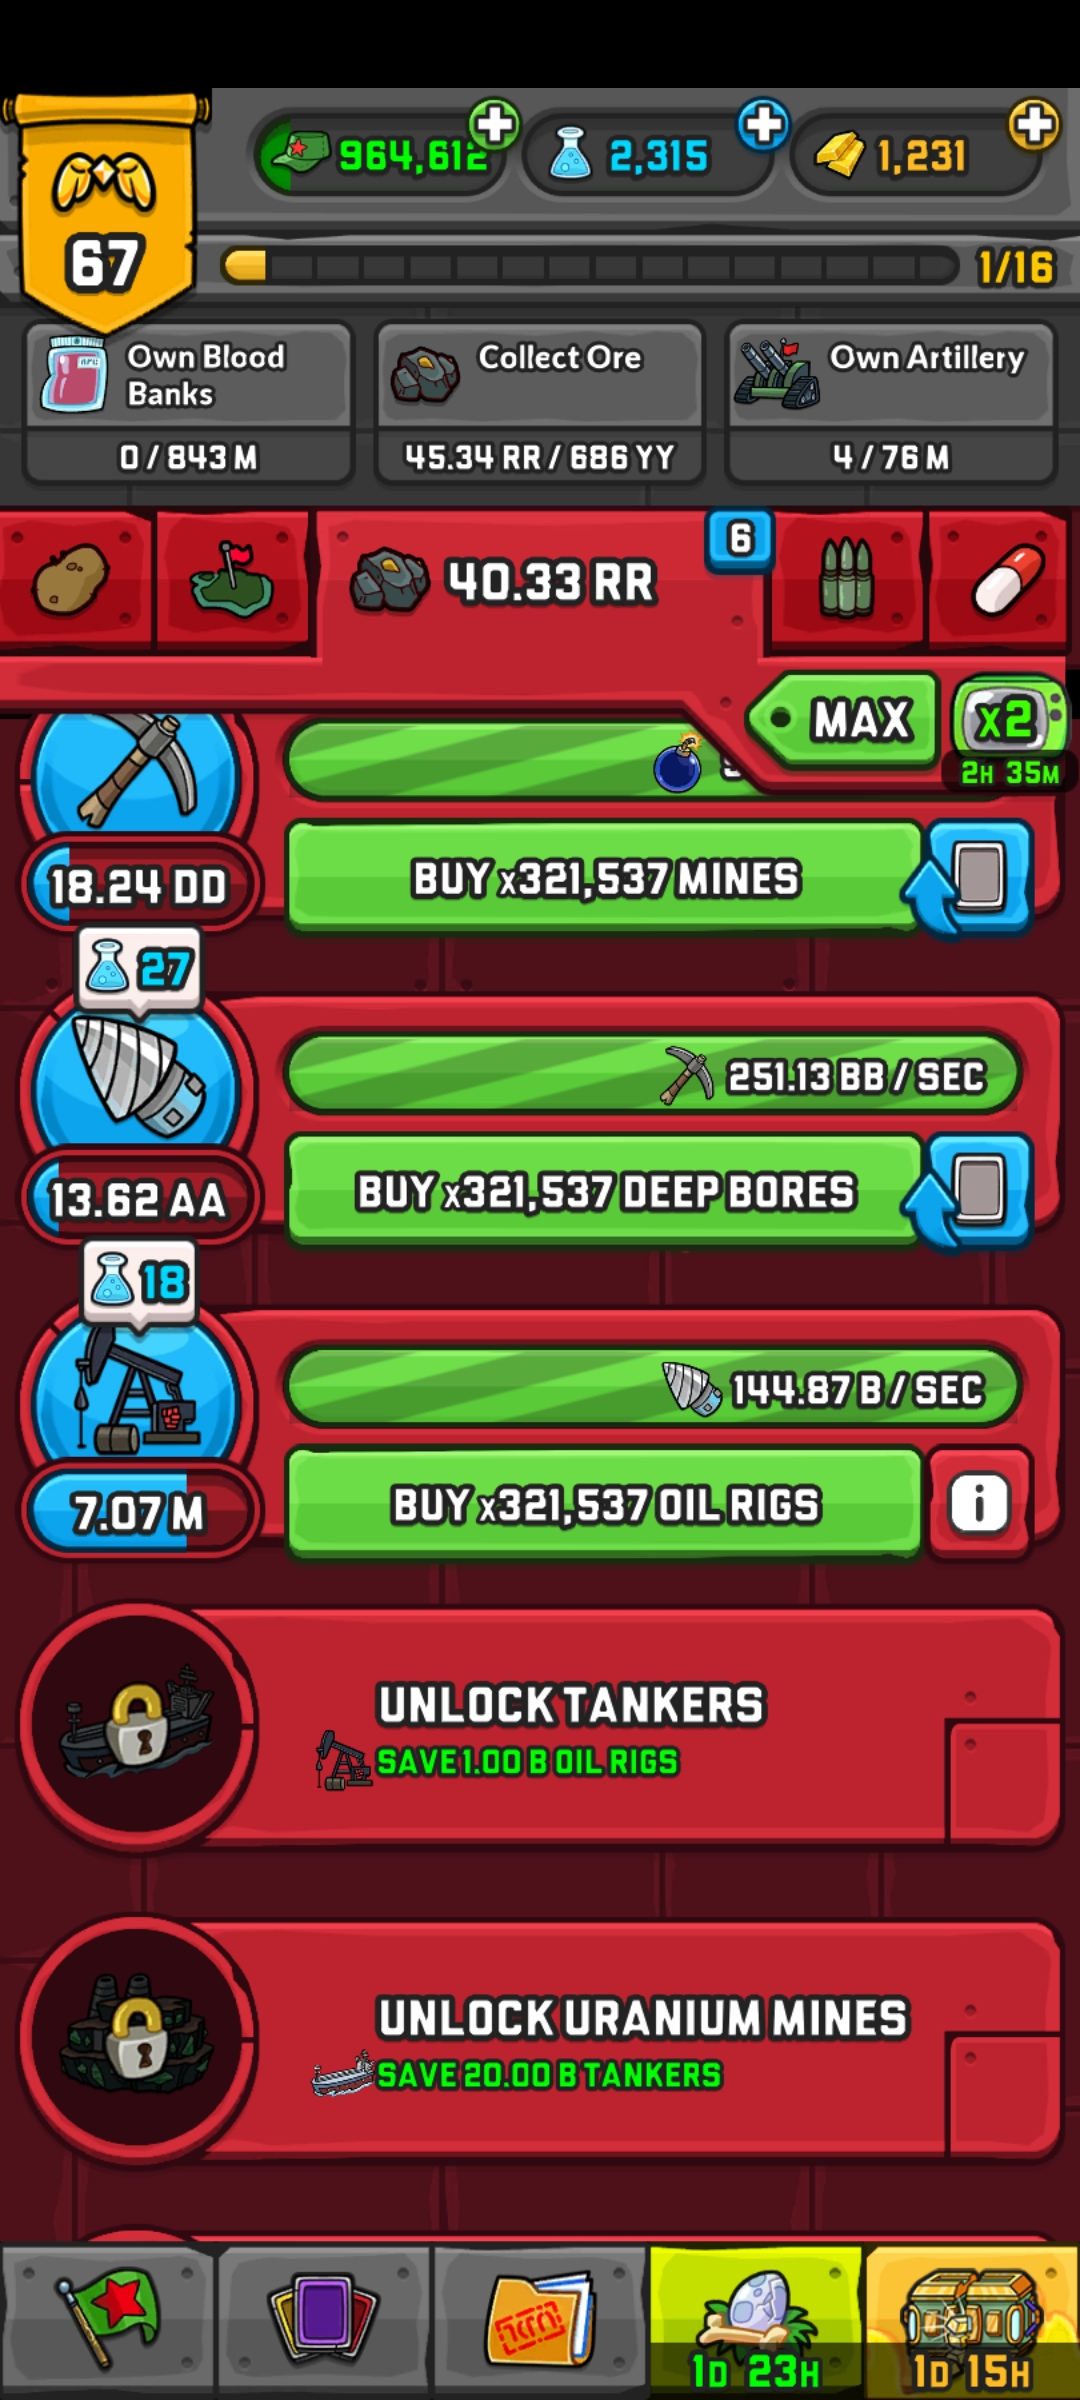 964,612
2,315
1,231
67
1/16
Own Blood Banks
Collect Ore
Own Artillery
0 / 843 M
45.34 RR / 686 YY
4 / 76 M
40.33 RR
6
MAX
x2
2H 35M
18.24 DD
BUY x321,537 MINES
27
251.13 BB / SEC
13.62 AA
BUY x321,537 DEEP BORES
18
144.87 B / SEC
7.07 M
BUY x321,537 OIL RIGS
i
UNLOCK TANKERS
SAVE 1.00 B OIL RIGS
UNLOCK URANIUM MINES
SAVE 20.00 B TANKERS
1D 23H
1D 15H